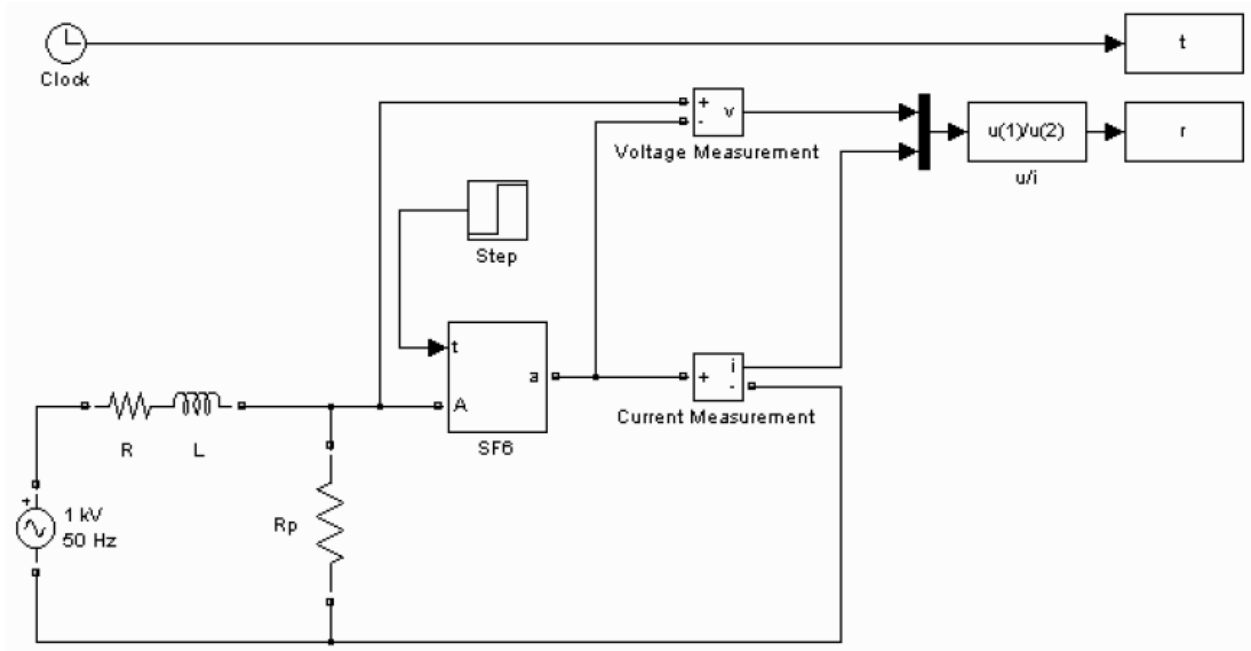 t
Clock
+
-
v
u(1)/u(2)
r
Voltage Measurement
u/i
Step
t
a
A
SF6
+
i
-
Current Measurement
R
L
+
1 kV
50 Hz
Rp